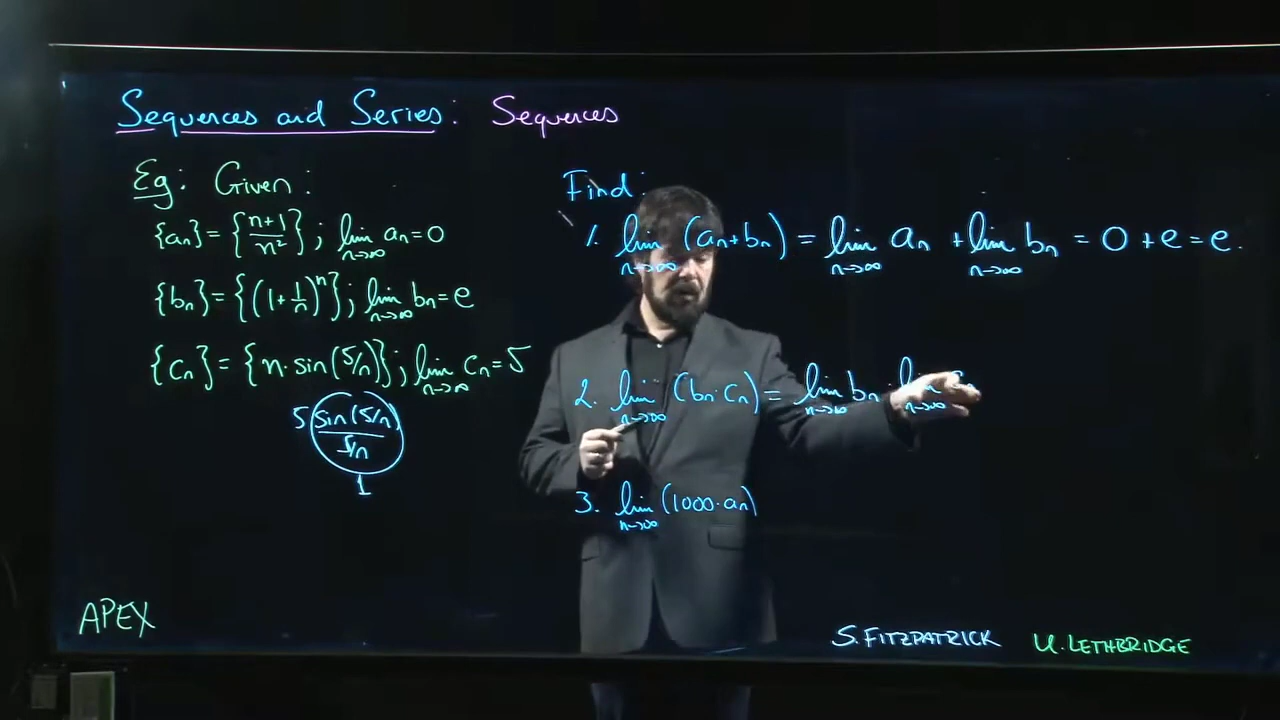 Sequences and Series: Sequences
Eg: Given:
{an} = {n+1/n²}; lim n→∞ an = 0
{bn} = {(1+1/n)^n}; lim n→∞ bn = e
{cn} = {n·sin(5/n)}; lim n→∞ cn = 5
5 sin(5/n)
5/n
1
Find:
1. lim n→∞ (an+bn) = lim n→∞ an + lim n→∞ bn = 0 + e = e.
2. lim n→∞ (bn·cn) = lim n→∞ bn · lim n→∞
3. lim n→∞ (1000·an)
APEX
S. FITZPATRICK U. LETHBRIDGE